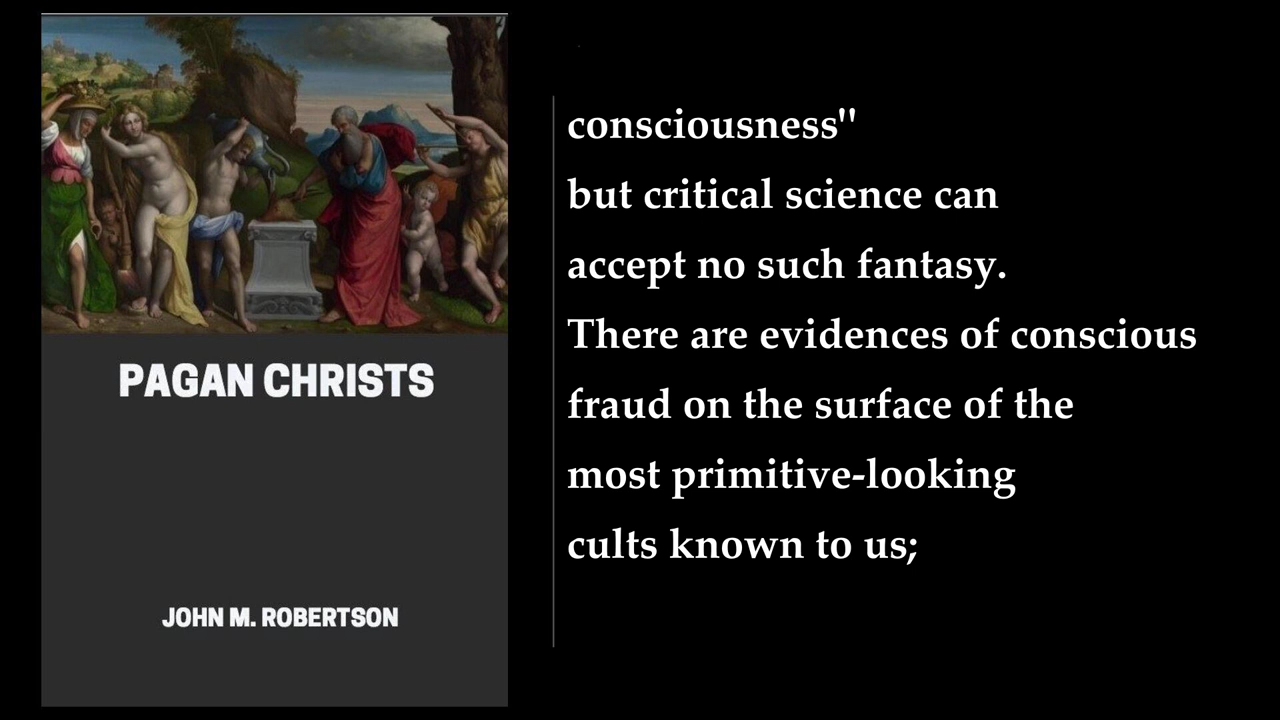 PAGAN CHRISTS
JOHN M. ROBERTSON
consciousness"
but critical science can
accept no such fantasy.
There are evidences of conscious
fraud on the surface of the
most primitive-looking
cults known to us;